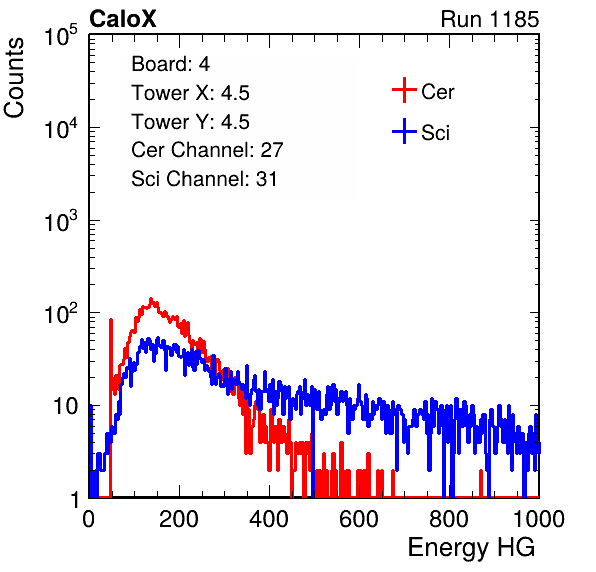 CaloX Run 1185
Board: 4
Tower X: 4.5
Tower Y: 4.5
Cer Channel: 27
Sci Channel: 31
Cer
Sci
Counts
10^5
10^4
10^3
10^2
10
1
0 200 400 600 800 1000
Energy HG